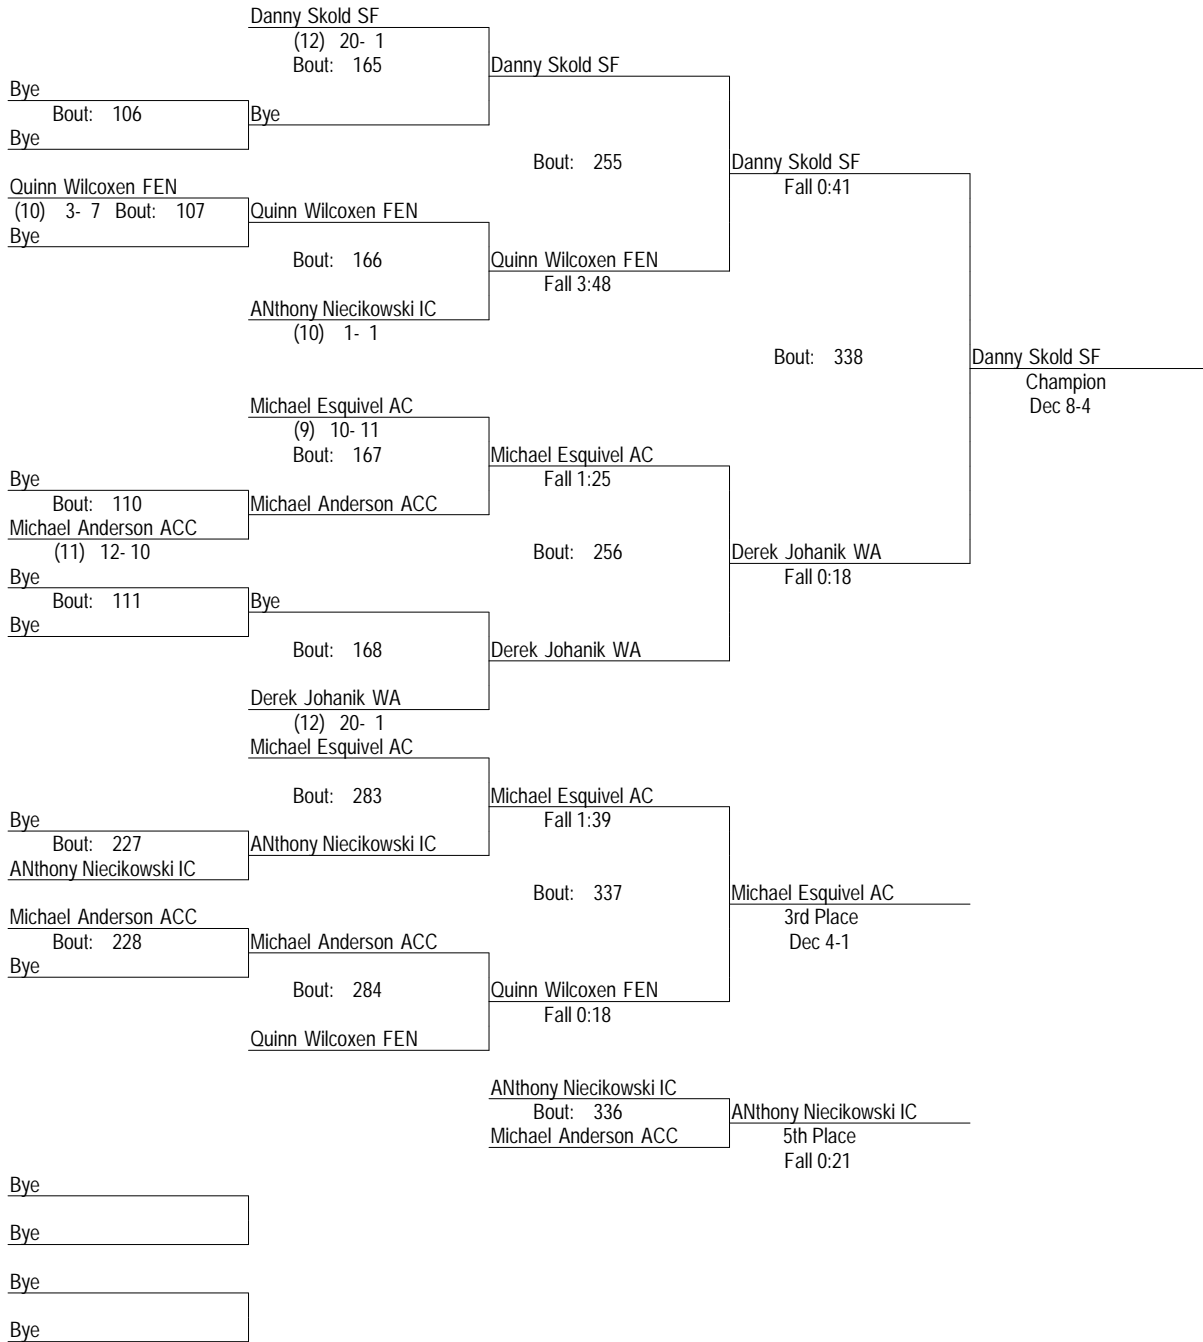 Danny Skold SF
(12) 20- 1
Bout: 165
Danny Skold SF
Bye
Bout: 106
Bye
Bye
Bout: 255
Danny Skold SF
Fall 0:41
Quinn Wilcoxen FEN
(10) 3- 7 Bout: 107
Quinn Wilcoxen FEN
Bye
Bout: 166
Quinn Wilcoxen FEN
Fall 3:48
ANthony Niecikowski IC
(10) 1- 1
Bout: 338
Danny Skold SF
Champion
Dec 8-4
Michael Esquivel AC
(9) 10- 11
Bout: 167
Michael Esquivel AC
Fall 1:25
Bye
Bout: 110
Michael Anderson ACC
Michael Anderson ACC
(11) 12- 10
Bout: 256
Derek Johanik WA
Fall 0:18
Bye
Bout: 111
Bye
Bye
Bout: 168
Derek Johanik WA
Derek Johanik WA
(12) 20- 1
Michael Esquivel AC
Bout: 283
Michael Esquivel AC
Fall 1:39
Bye
Bout: 227
ANthony Niecikowski IC
ANthony Niecikowski IC
Bout: 337
Michael Esquivel AC
3rd Place
Dec 4-1
Michael Anderson ACC
Bout: 228
Michael Anderson ACC
Bye
Bout: 284
Quinn Wilcoxen FEN
Fall 0:18
Quinn Wilcoxen FEN
ANthony Niecikowski IC
Bout: 336
ANthony Niecikowski IC
Michael Anderson ACC
5th Place
Fall 0:21
Bye
Bye
Bye
Bye